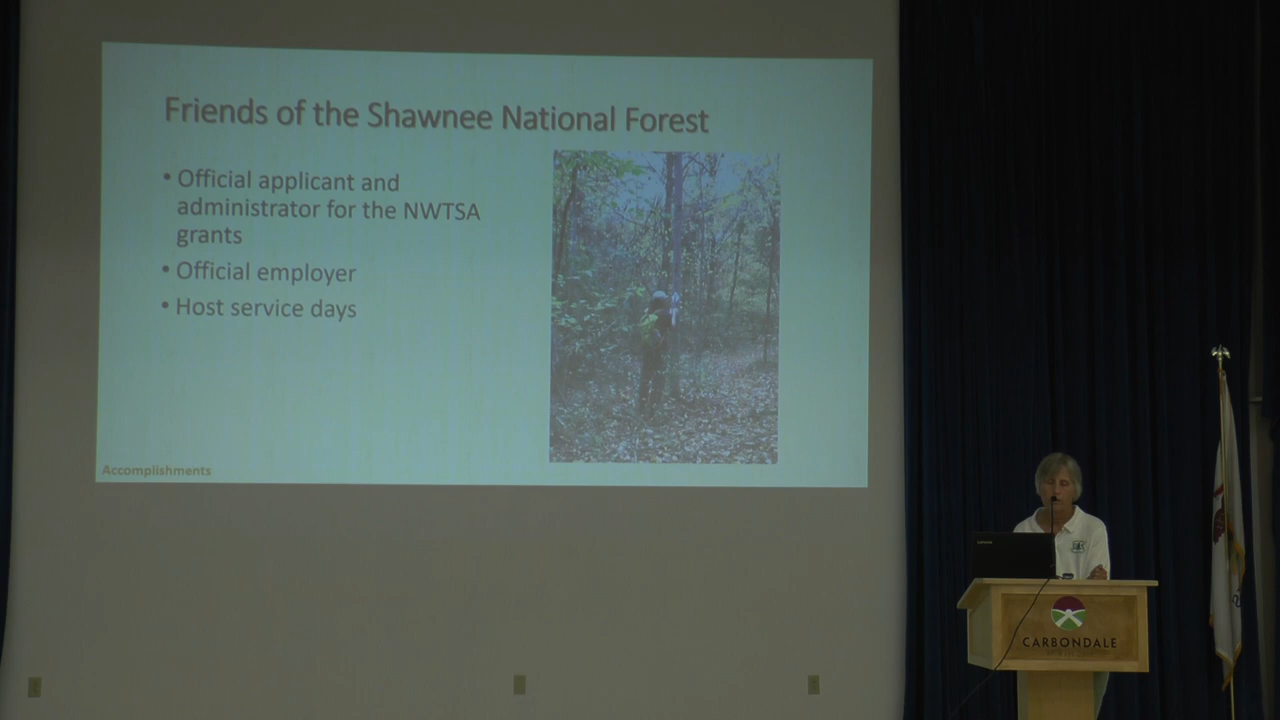 Friends of the Shawnee National Forest
• Official applicant and
administrator for the NWTSA
grants
• Official employer
• Host service days
Accomplishments
CARBONDALE